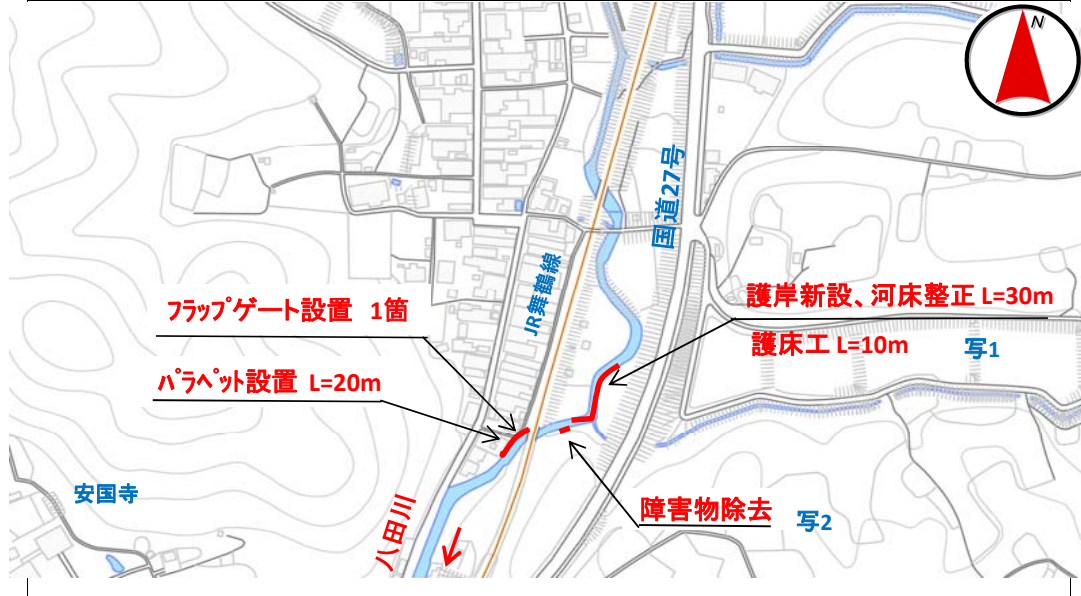 N
国道27号
JR舞鶴線
フラップゲート設置 1箇
護岸新設、河床整正 L=30m
護床工 L=10m
写1
パラペット設置 L=20m
安国寺
障害物除去
写2
八田川